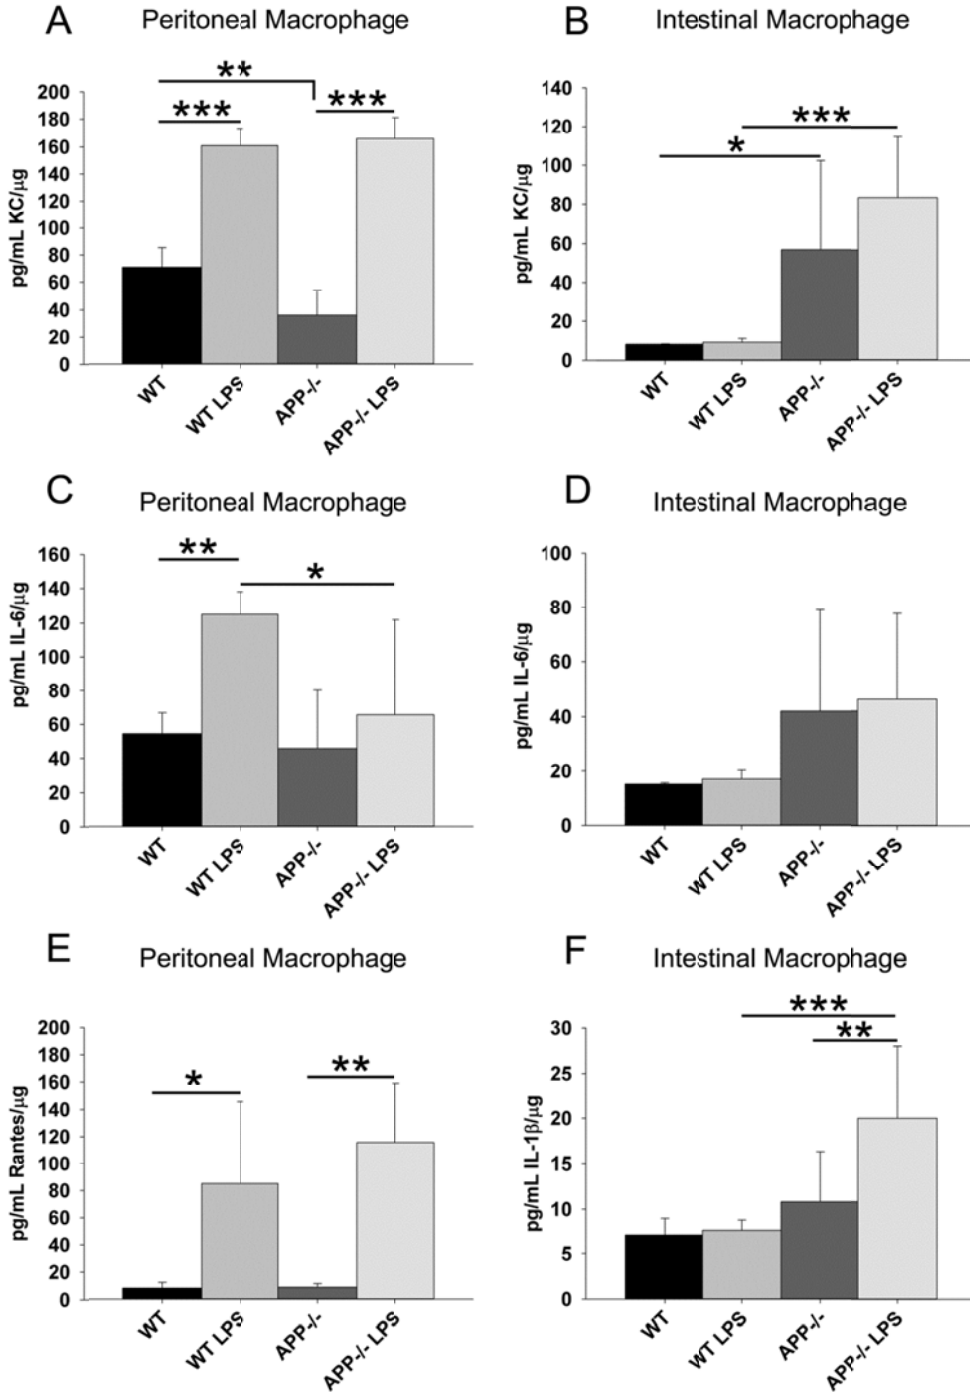 A Peritoneal Macrophage
**
***
***
pg/mL KC/µg
200
180
160
140
120
100
80
60
40
20
0
WT
WT LPS
APP-/-
APP-/- LPS
B Intestinal Macrophage
***
*
pg/mL KC/µg
140
120
100
80
60
40
20
0
WT
WT LPS
APP-/-
APP-/- LPS
C Peritoneal Macrophage
**
*
pg/mL IL-6/µg
160
140
120
100
80
60
40
20
0
WT
WT LPS
APP-/-
APP-/- LPS
D Intestinal Macrophage
pg/mL IL-6/µg
100
80
60
40
20
0
WT
WT LPS
APP-/-
APP-/- LPS
E Peritoneal Macrophage
*
**
pg/mL Rantes/µg
200
180
160
140
120
100
80
60
40
20
0
WT
WT LPS
APP-/-
APP-/- LPS
F Intestinal Macrophage
***
**
pg/mL IL-1β/µg
30
25
20
15
10
5
0
WT
WT LPS
APP-/-
APP-/- LPS